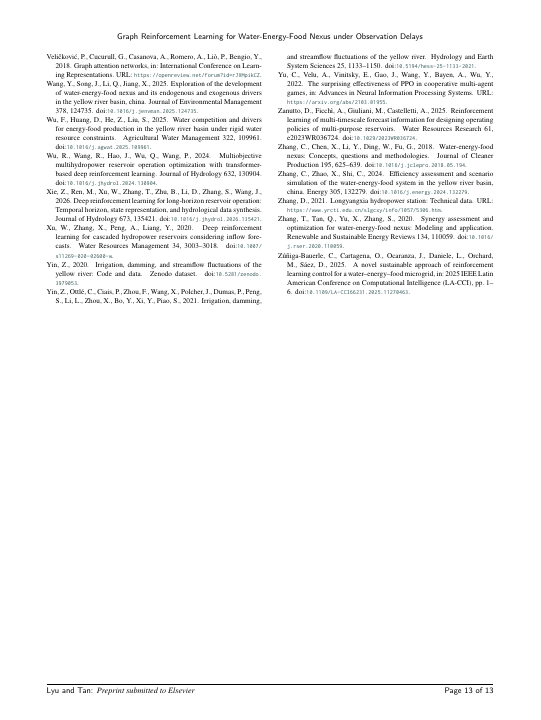 Graph Reinforcement Learning for Water-Energy-Food Nexus under Observation Delays
Veličković, P., Cucurull, G., Casanova, A., Romero, A., Liò, P., Bengio, Y.,
2018. Graph attention networks, in: International Conference on Learn-
ing Representations. URL: https://openreview.net/forum?id=rJXMpikCZ.
Wang, Y., Song, J., Li, Q., Jiang, X., 2025. Exploration of the development
of water-energy-food nexus and its endogenous and exogenous drivers
in the yellow river basin, china. Journal of Environmental Management
378, 124735. doi:10.1016/j.jenvman.2025.124735.
Wu, F., Huang, D., He, Z., Liu, S., 2025. Water competition and drivers
for energy-food production in the yellow river basin under rigid water
resource constraints. Agricultural Water Management 322, 109961.
doi:10.1016/j.agwat.2025.109961.
Wu, R., Wang, R., Hao, J., Wu, Q., Wang, P., 2024. Multiobjective
multihydropower reservoir operation optimization with transformer-
based deep reinforcement learning. Journal of Hydrology 632, 130904.
doi:10.1016/j.jhydrol.2024.130904.
Xie, Z., Ren, M., Xu, W., Zhang, T., Zhu, B., Li, D., Zhang, S., Wang, J.,
2026. Deep reinforcement learning for long-horizon reservoir operation:
Temporal horizon, state representation, and hydrological data synthesis.
Journal of Hydrology 673, 135421. doi:10.1016/j.jhydrol.2026.135421.
Xu, W., Zhang, X., Peng, A., Liang, Y., 2020. Deep reinforcement
learning for cascaded hydropower reservoirs considering inflow fore-
casts. Water Resources Management 34, 3003–3018. doi:10.1007/
s11269-020-02600-w.
Yin, Z., 2020. Irrigation, damming, and streamflow fluctuations of the
yellow river: Code and data. Zenodo dataset. doi:10.5281/zenodo.
3979053.
Yin, Z., Ottlé, C., Ciais, P., Zhou, F., Wang, X., Polcher, J., Dumas, P., Peng,
S., Li, L., Zhou, X., Bo, Y., Xi, Y., Piao, S., 2021. Irrigation, damming,
and streamflow fluctuations of the yellow river. Hydrology and Earth
System Sciences 25, 1133–1150. doi:10.5194/hess-25-1133-2021.
Yu, C., Velu, A., Vinitsky, E., Gao, J., Wang, Y., Bayen, A., Wu, Y.,
2022. The surprising effectiveness of PPO in cooperative multi-agent
games, in: Advances in Neural Information Processing Systems. URL:
https://arxiv.org/abs/2103.01955.
Zanutto, D., Ficchì, A., Giuliani, M., Castelletti, A., 2025. Reinforcement
learning of multi-timescale forecast information for designing operating
policies of multi-purpose reservoirs. Water Resources Research 61,
e2023WR036724. doi:10.1029/2023WR036724.
Zhang, C., Chen, X., Li, Y., Ding, W., Fu, G., 2018. Water-energy-food
nexus: Concepts, questions and methodologies. Journal of Cleaner
Production 195, 625–639. doi:10.1016/j.jclepro.2018.05.194.
Zhang, C., Zhao, X., Shi, C., 2024. Efficiency assessment and scenario
simulation of the water-energy-food system in the yellow river basin,
china. Energy 305, 132279. doi:10.1016/j.energy.2024.132279.
Zhang, D., 2021. Longyangxia hydropower station: Technical data. URL:
https://www.yrcti.edu.cn/slgcy/info/1057/5306.htm.
Zhang, T., Tan, Q., Yu, X., Zhang, S., 2020. Synergy assessment and
optimization for water-energy-food nexus: Modeling and application.
Renewable and Sustainable Energy Reviews 134, 110059. doi:10.1016/
j.rser.2020.110059.
Zúñiga-Bauerle, C., Cartagena, O., Ocaranza, J., Daniele, L., Orchard,
M., Sáez, D., 2025. A novel sustainable approach of reinforcement
learning control for a water–energy–food microgrid, in: 2025 IEEE Latin
American Conference on Computational Intelligence (LA-CCI), pp. 1–
6. doi:10.1109/LA-CCI66231.2025.11270463.
Lyu and Tan: Preprint submitted to Elsevier
Page 13 of 13